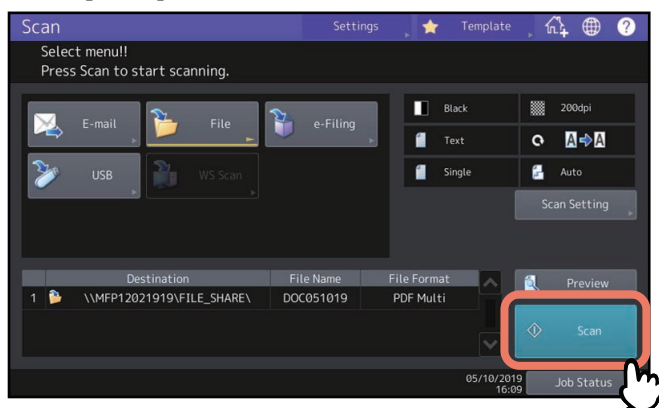 Scan Settings Template ?
Select menu!!
Press Scan to start scanning.
E-mail File e-Filing
USB WS Scan
Black 200dpi
Text A A
Single Auto
Scan Setting
Destination File Name File Format
1 \\MFP12021919\FILE_SHARE\ DOC051019 PDF Multi
Preview
Scan
05/10/2019
16:09
Job Status